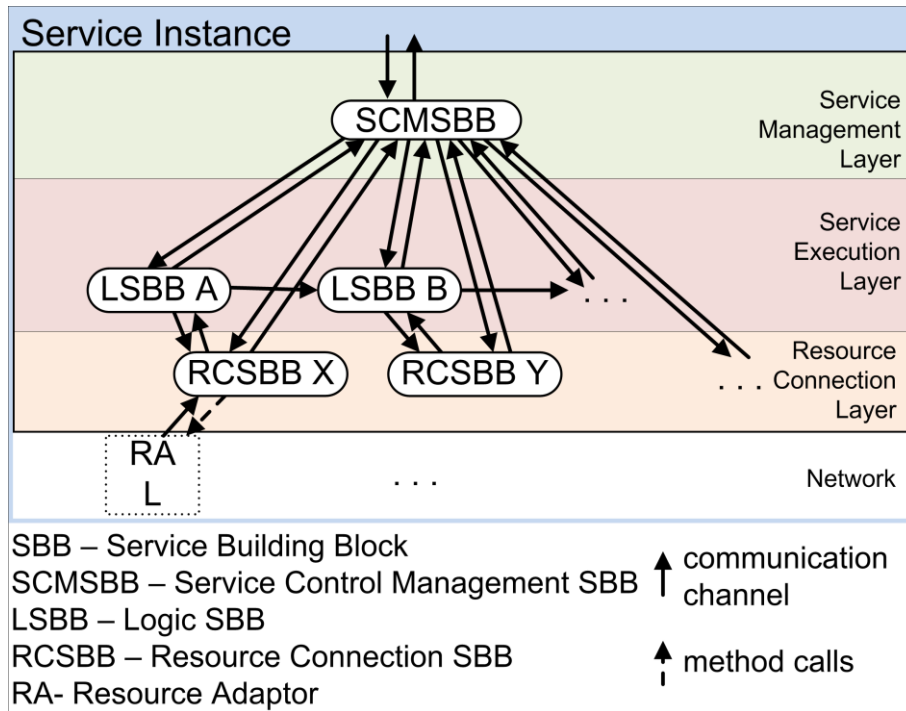 Service Instance
SCMSBB
Service
Management
Layer
Service
Execution
Layer
LSBB A
LSBB B
. . .
RCSBB X
RCSBB Y
. . .
Resource
Connection
Layer
RA
L
. . .
Network
SBB – Service Building Block
SCMSBB – Service Control Management SBB
LSBB – Logic SBB
RCSBB – Resource Connection SBB
RA- Resource Adaptor
communication
channel
method calls